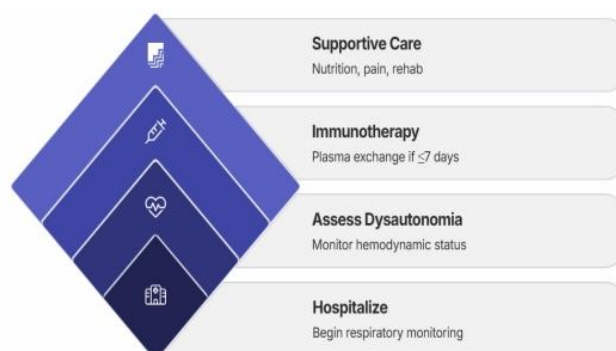 Supportive Care
Nutrition, pain, rehab
Immunotherapy
Plasma exchange if ≤7 days
Assess Dysautonomia
Monitor hemodynamic status
Hospitalize
Begin respiratory monitoring